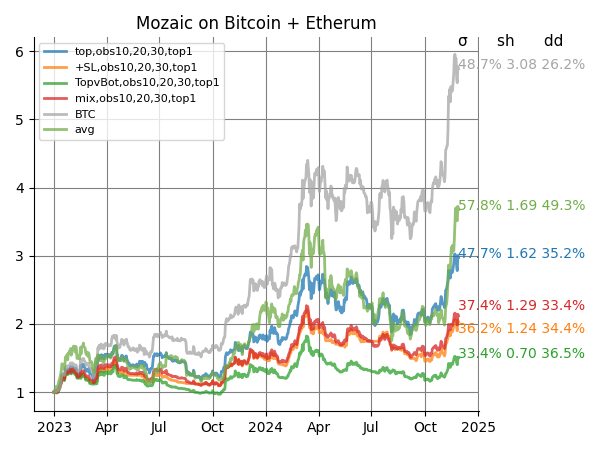 Mozaic on Bitcoin + Etherum
σ sh dd
top,obs10,20,30,top1
+SL,obs10,20,30,top1
TopvBot,obs10,20,30,top1
mix,obs10,20,30,top1
BTC
avg
48.7% 3.08 26.2%
57.8% 1.69 49.3%
47.7% 1.62 35.2%
37.4% 1.29 33.4%
36.2% 1.24 34.4%
33.4% 0.70 36.5%
6
5
4
3
2
1
2023 Apr Jul Oct 2024 Apr Jul Oct 2025